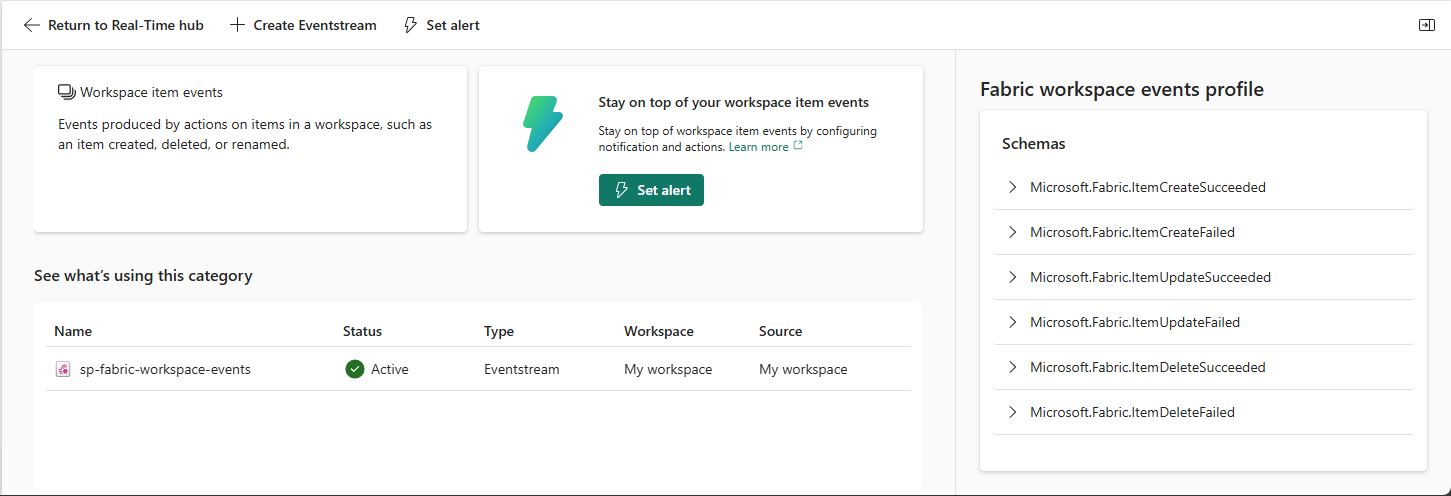 Return to Real-Time hub
Create Eventstream
Set alert
Workspace item events
Events produced by actions on items in a workspace, such as
an item created, deleted, or renamed.
Stay on top of your workspace item events
Stay on top of workspace item events by configuring
notification and actions. Learn more
Set alert
See what's using this category
Name Status Type Workspace Source
sp-fabric-workspace-events Active Eventstream My workspace My workspace
Fabric workspace events profile
Schemas
Microsoft.Fabric.ItemCreateSucceeded
Microsoft.Fabric.ItemCreateFailed
Microsoft.Fabric.ItemUpdateSucceeded
Microsoft.Fabric.ItemUpdateFailed
Microsoft.Fabric.ItemDeleteSucceeded
Microsoft.Fabric.ItemDeleteFailed